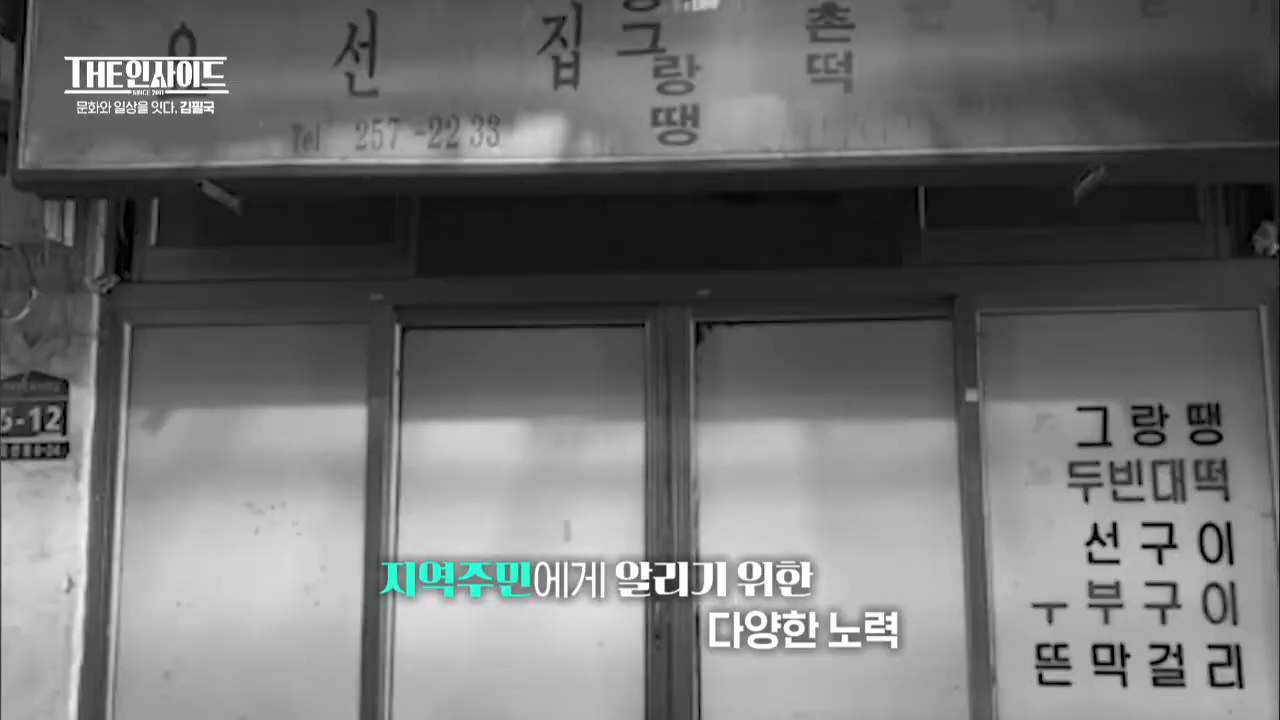 THE인사이드
SINCE 2011
문화와 일상을 잇다. 김필국
선 집
그랑땡
촌떡
Tel 257-2233
6-12
그랑땡
두빈대떡
선구이
부구이
뜬막걸리
지역주민에게 알리기 위한
다양한 노력